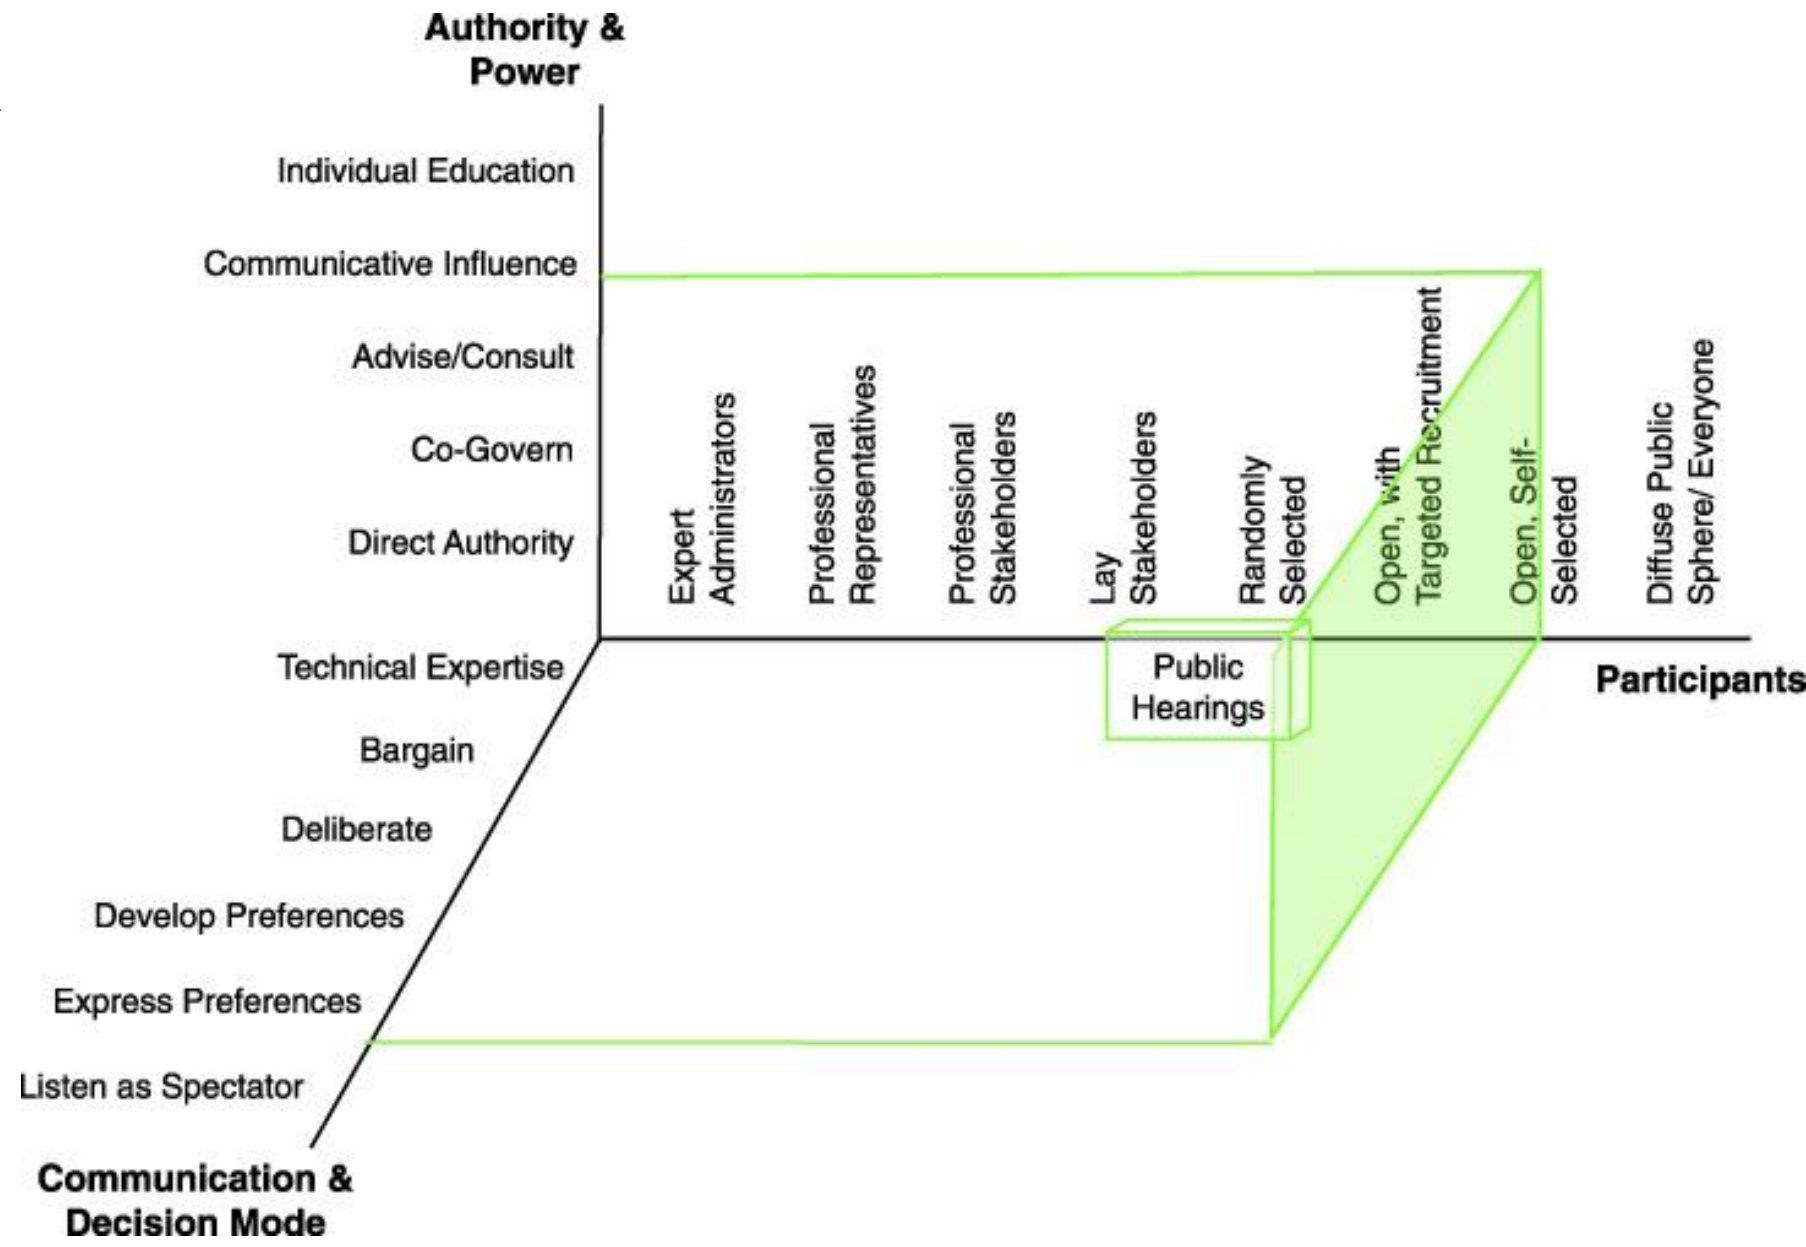 Authority &
Power
Individual Education
Communicative Influence
Advise/Consult
Co-Govern
Direct Authority
Expert
Administrators
Professional
Representatives
Professional
Stakeholders
Lay
Stakeholders
Randomly
Selected
Open, with
Targeted Recruitment
Open, Self-
Selected
Diffuse Public
Sphere/ Everyone
Participants
Public
Hearings
Technical Expertise
Bargain
Deliberate
Develop Preferences
Express Preferences
Listen as Spectator
Communication &
Decision Mode